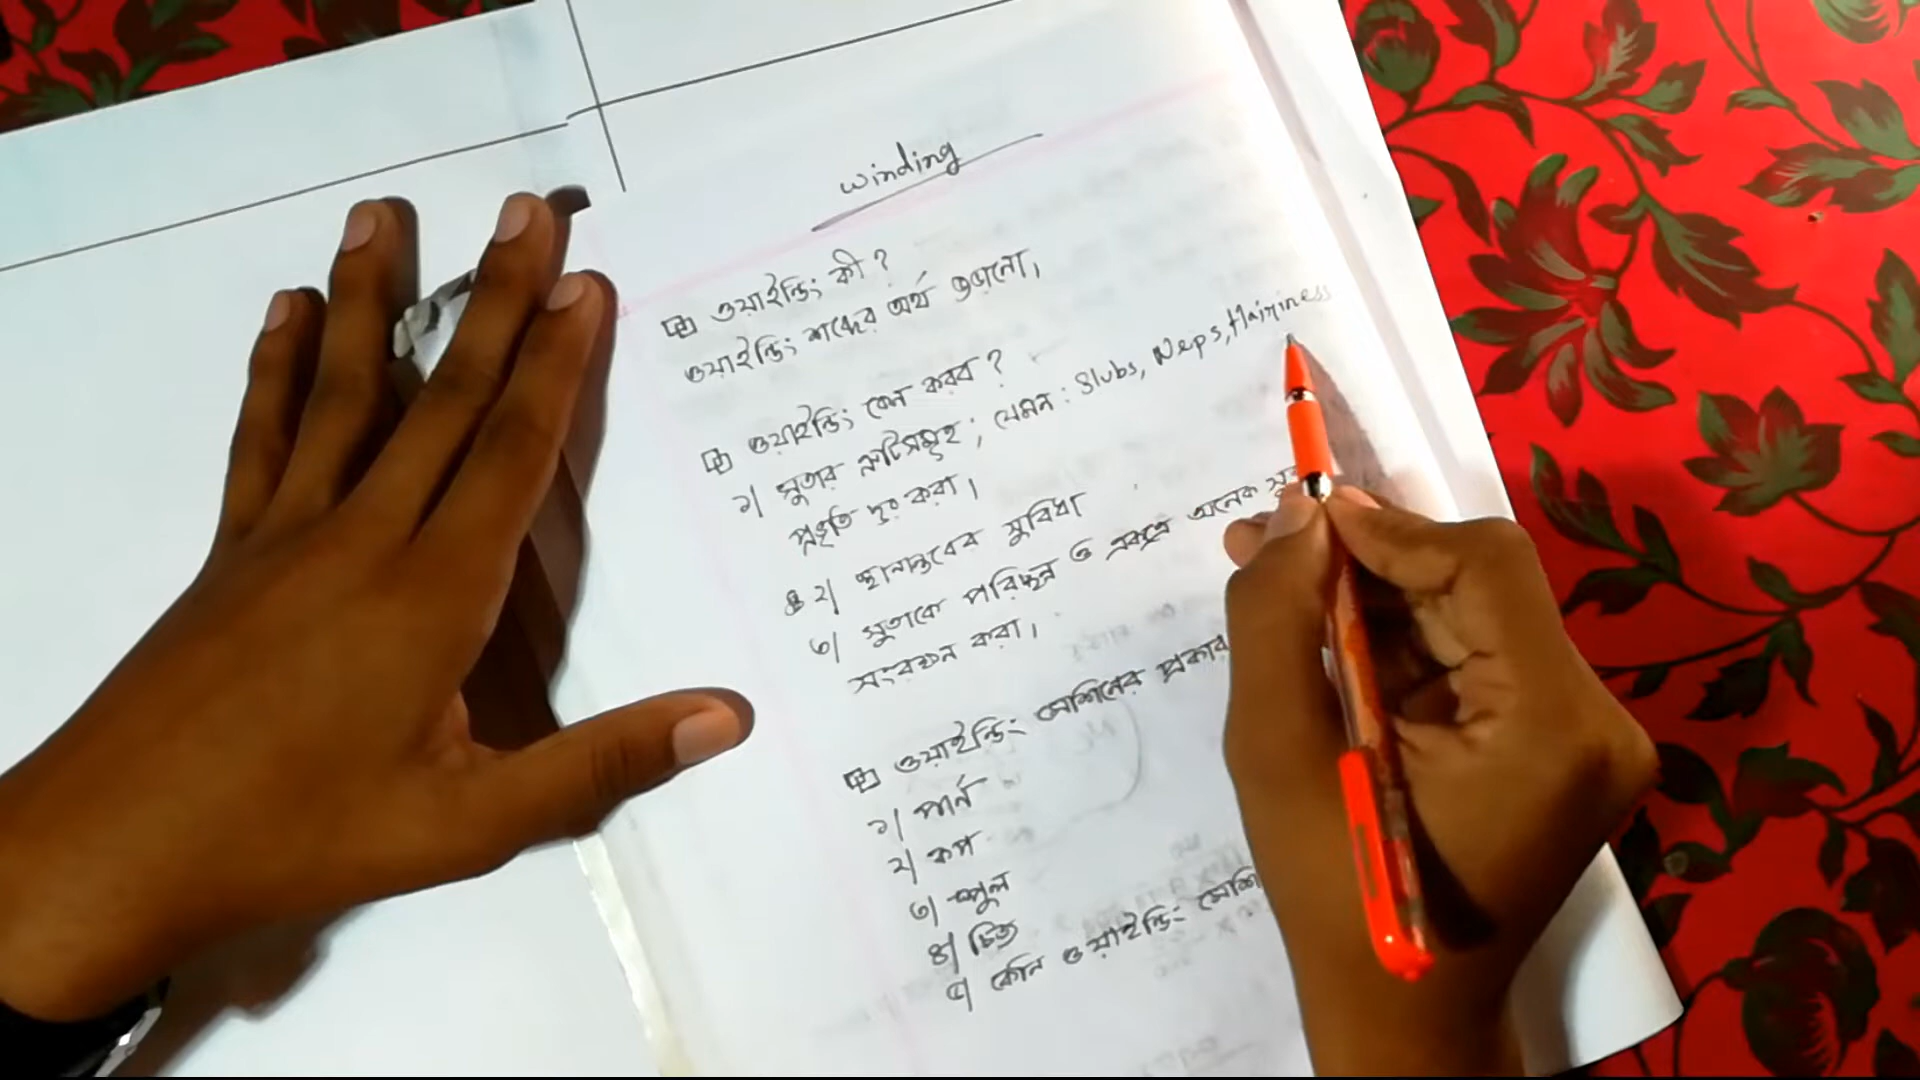 winding
ওয়াইন্ডিং কী ?
ওয়াইন্ডিং শব্দের অর্থ জড়ানো।
ওয়াইন্ডিং কেন করব ?
১| সুতার ত্রুটিসমূহ ; যেমন : Slubs, Neps, Hairiness
প্রভৃতি দূর করা ।
২| স্থানান্তরের সুবিধা
৩| সুতাকে পরিচ্ছন্ন ও একত্রে অনেক
সংরক্ষন করা ।
ওয়াইন্ডিং মেশিনের প্রকার
১| পার্ন
২| কপ
৩| স্পুল
৪| চিজ
৫| কোন ওয়াইন্ডিং